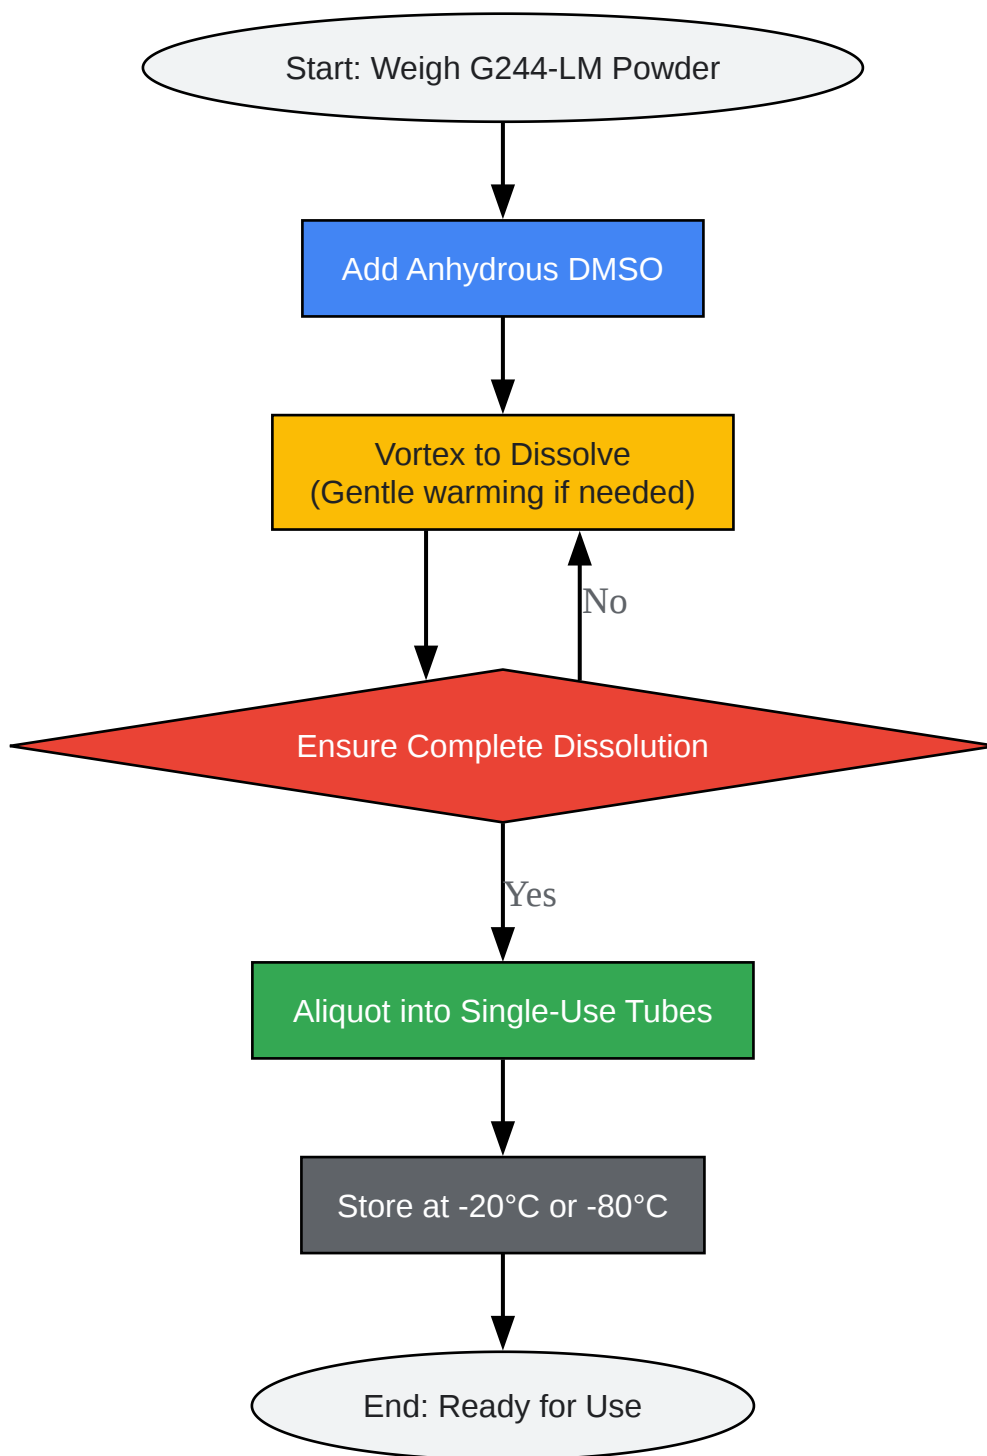 Start: Weigh G244-LM Powder
Add Anhydrous DMSO
Vortex to Dissolve
(Gentle warming if needed)
No
Ensure Complete Dissolution
Yes
Aliquot into Single-Use Tubes
Store at -20°C or -80°C
End: Ready for Use